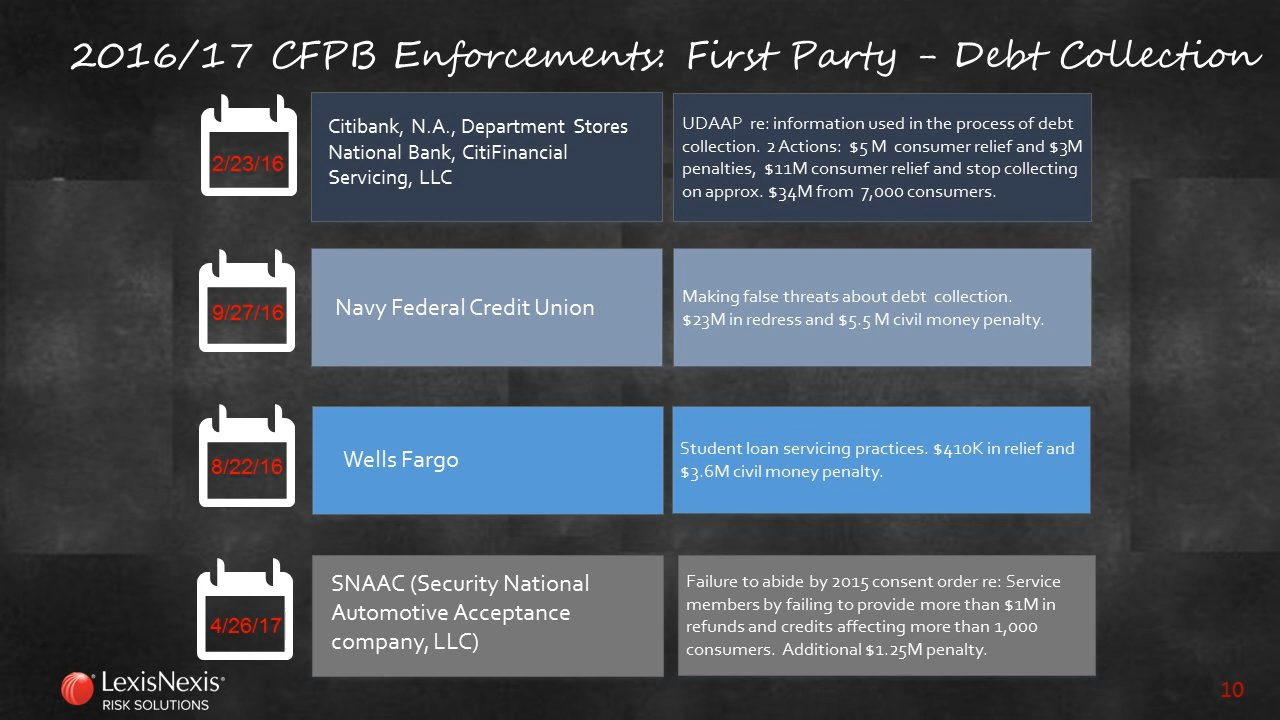 2016/17 CFPB Enforcements: First Party - Debt Collection
2/23/16
Citibank, N.A., Department Stores
National Bank, CitiFinancial
Servicing, LLC
UDAAP re: information used in the process of debt
collection. 2 Actions: $5 M consumer relief and $3M
penalties, $11M consumer relief and stop collecting
on approx. $34M from 7,000 consumers.
9/27/16
Navy Federal Credit Union
Making false threats about debt collection.
$23M in redress and $5.5 M civil money penalty.
8/22/16
Wells Fargo
Student loan servicing practices. $410K in relief and
$3.6M civil money penalty.
4/26/17
SNAAC (Security National
Automotive Acceptance
company, LLC)
Failure to abide by 2015 consent order re: Service
members by failing to provide more than $1M in
refunds and credits affecting more than 1,000
consumers. Additional $1.25M penalty.
LexisNexis®
RISK SOLUTIONS
10